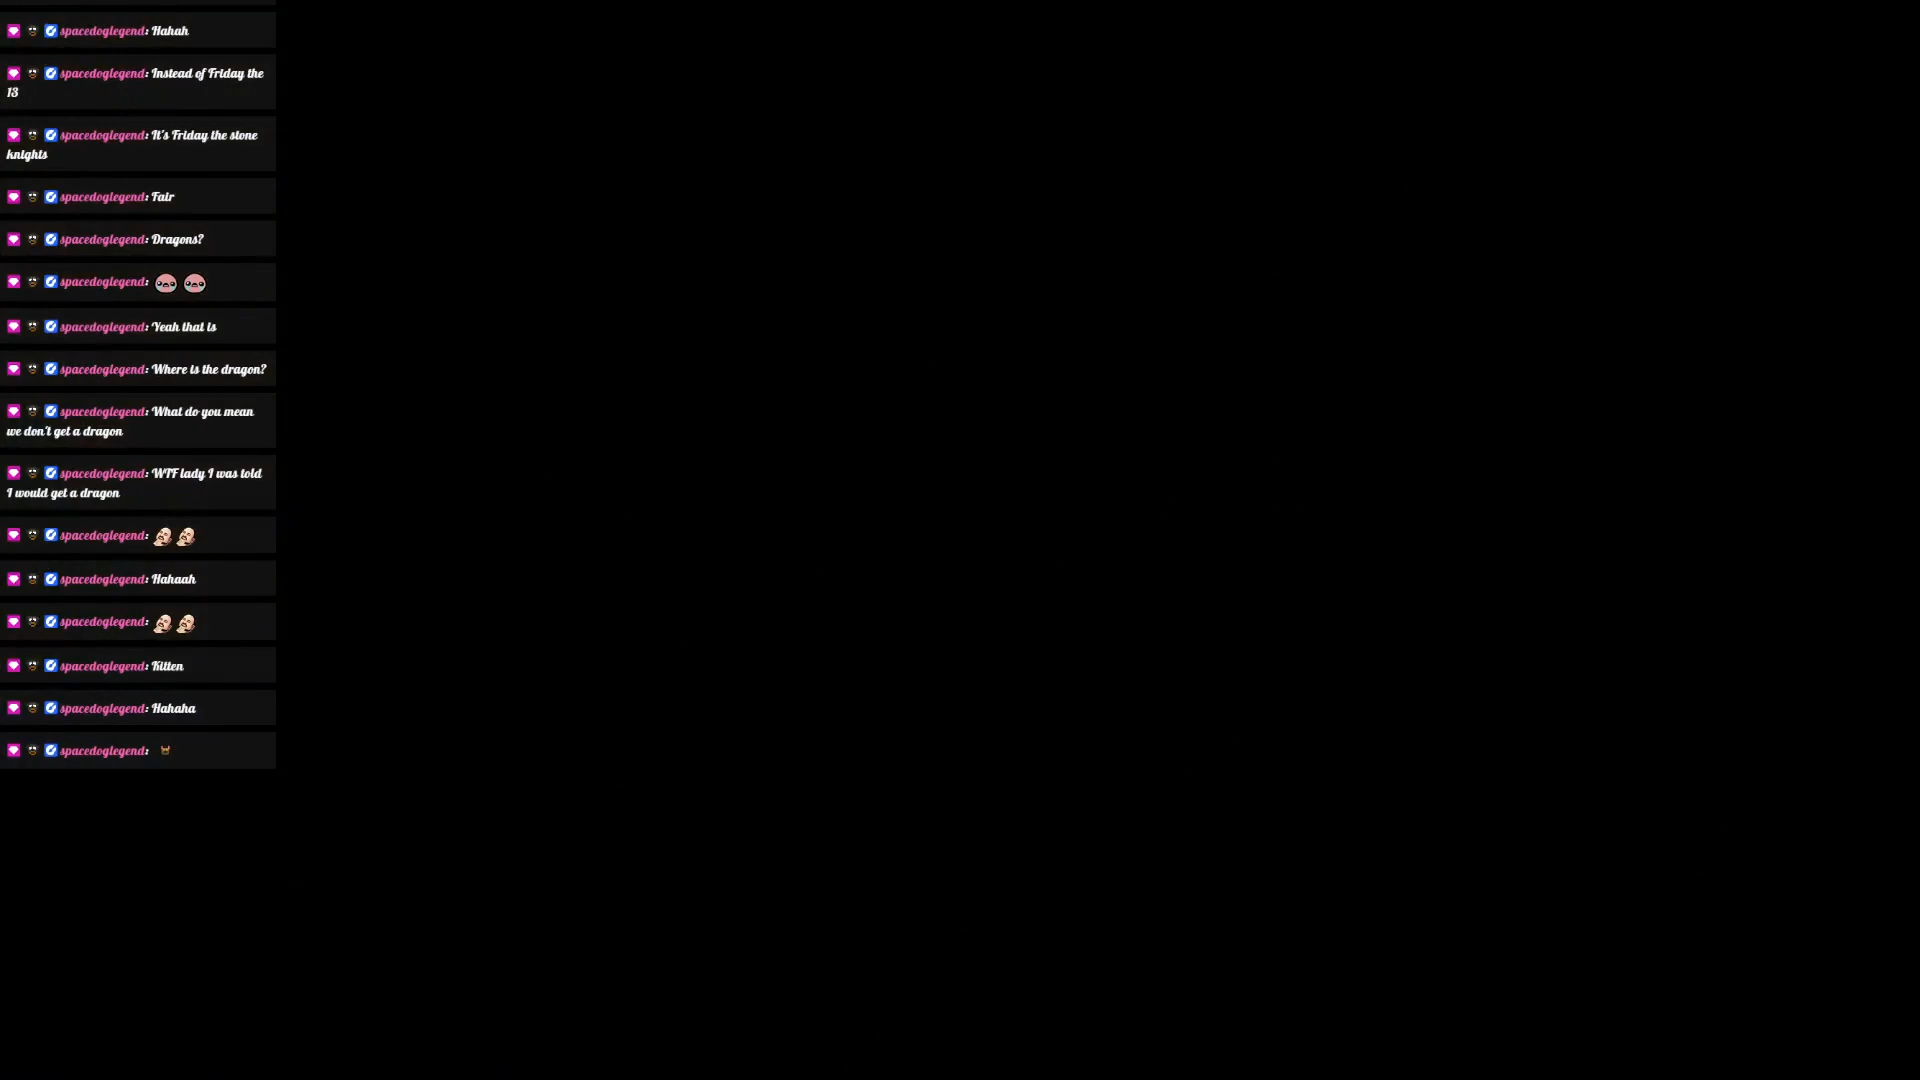 spacedoglegend: Hahah
spacedoglegend: Instead of Friday the
13
spacedoglegend: It's Friday the stone
knights
spacedoglegend: Fair
spacedoglegend: Dragons?
spacedoglegend:
spacedoglegend: Yeah that is
spacedoglegend: Where is the dragon?
spacedoglegend: What do you mean
we don't get a dragon
spacedoglegend: WTF lady I was told
I would get a dragon
spacedoglegend:
spacedoglegend: Hahaah
spacedoglegend:
spacedoglegend: Kitten
spacedoglegend: Hahaha
spacedoglegend: